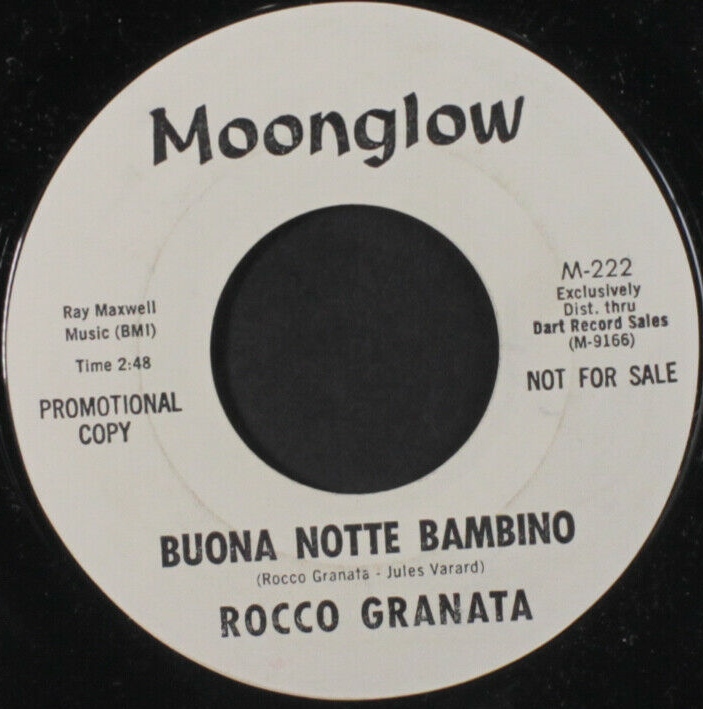 Moonglow
Ray Maxwell
Music (BMI)
Time 2:48
PROMOTIONAL
COPY
M-222
Exclusively
Dist. thru
Dart Record Sales
(M-9166)
NOT FOR SALE
BUONA NOTTE BAMBINO
(Rocco Granata - Jules Varard)
ROCCO GRANATA